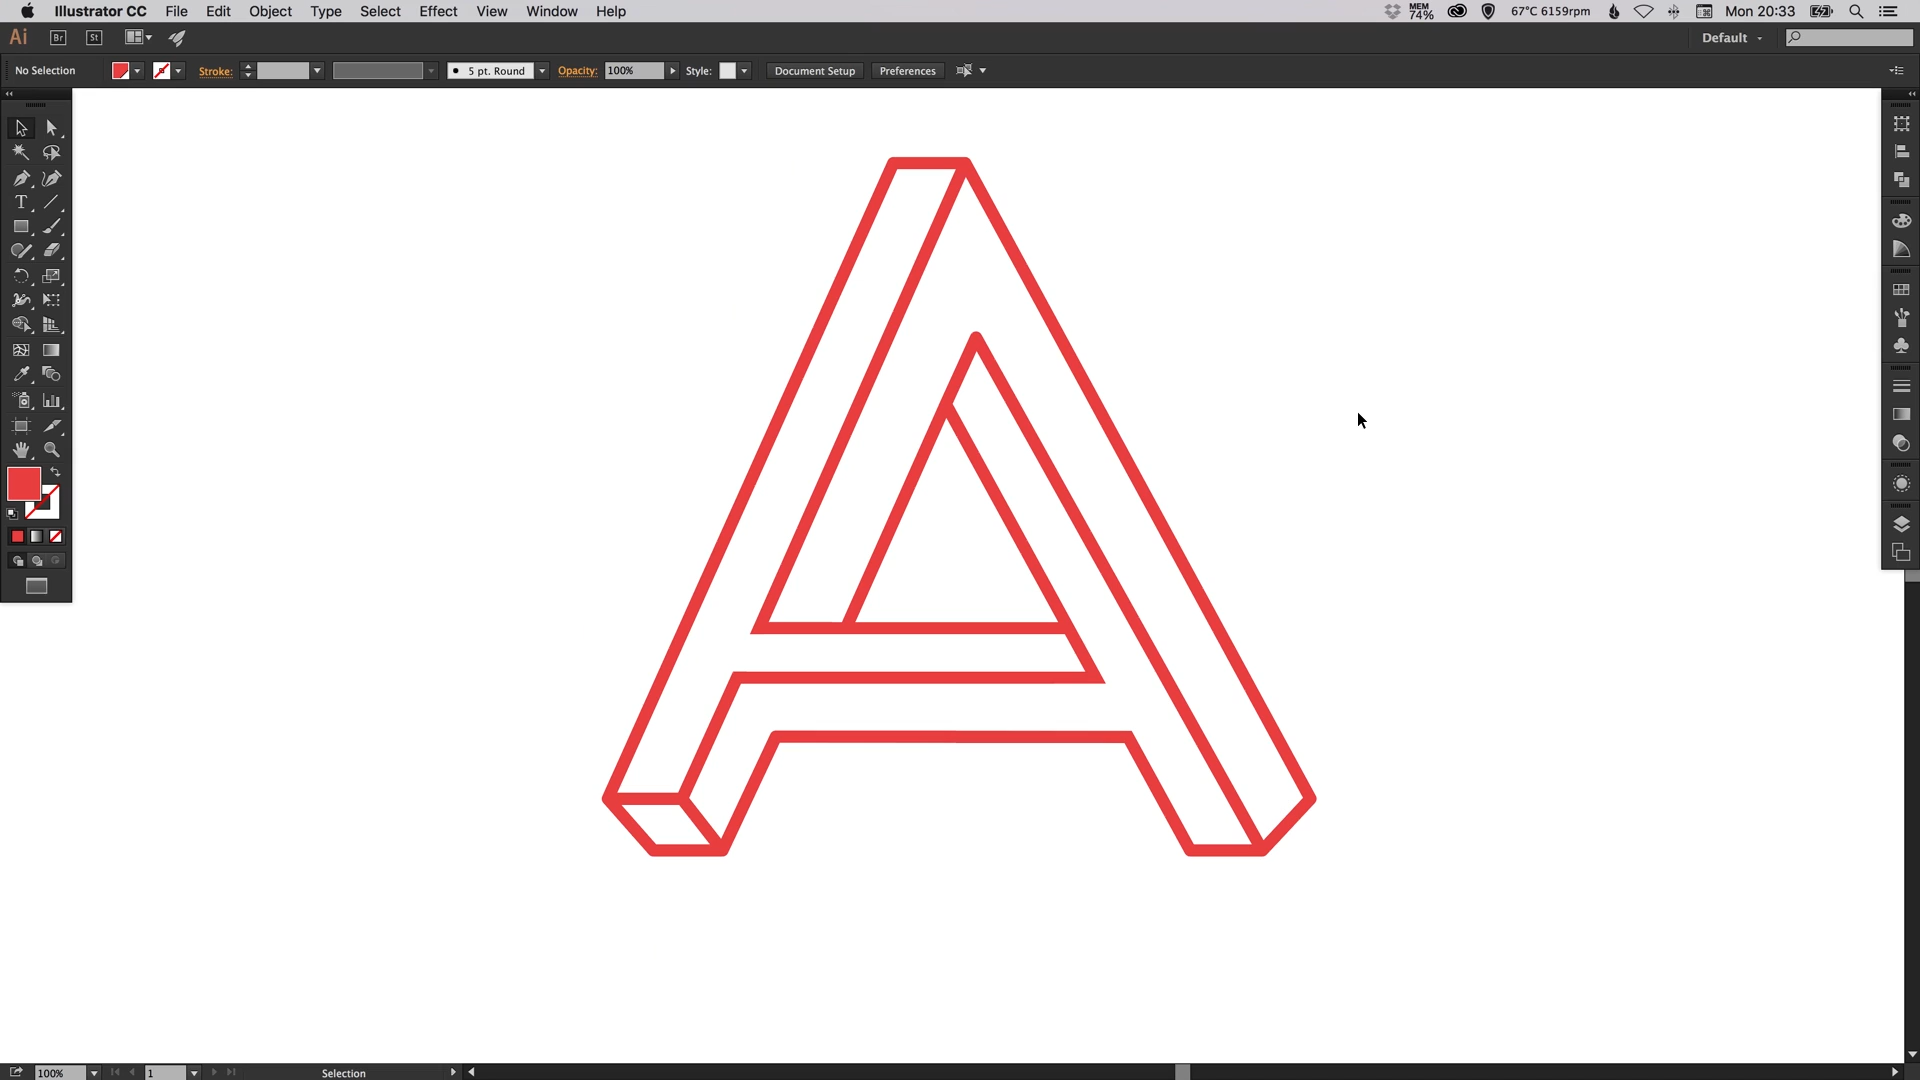 Illustrator CC File Edit Object Type Select Effect View Window Help MEM 74% 67°C 6159rpm Mon 20:33
Ai Br St Default
No Selection Stroke: 5 pt. Round Opacity: 100% Style: Document Setup Preferences
T
A
100% 1 Selection